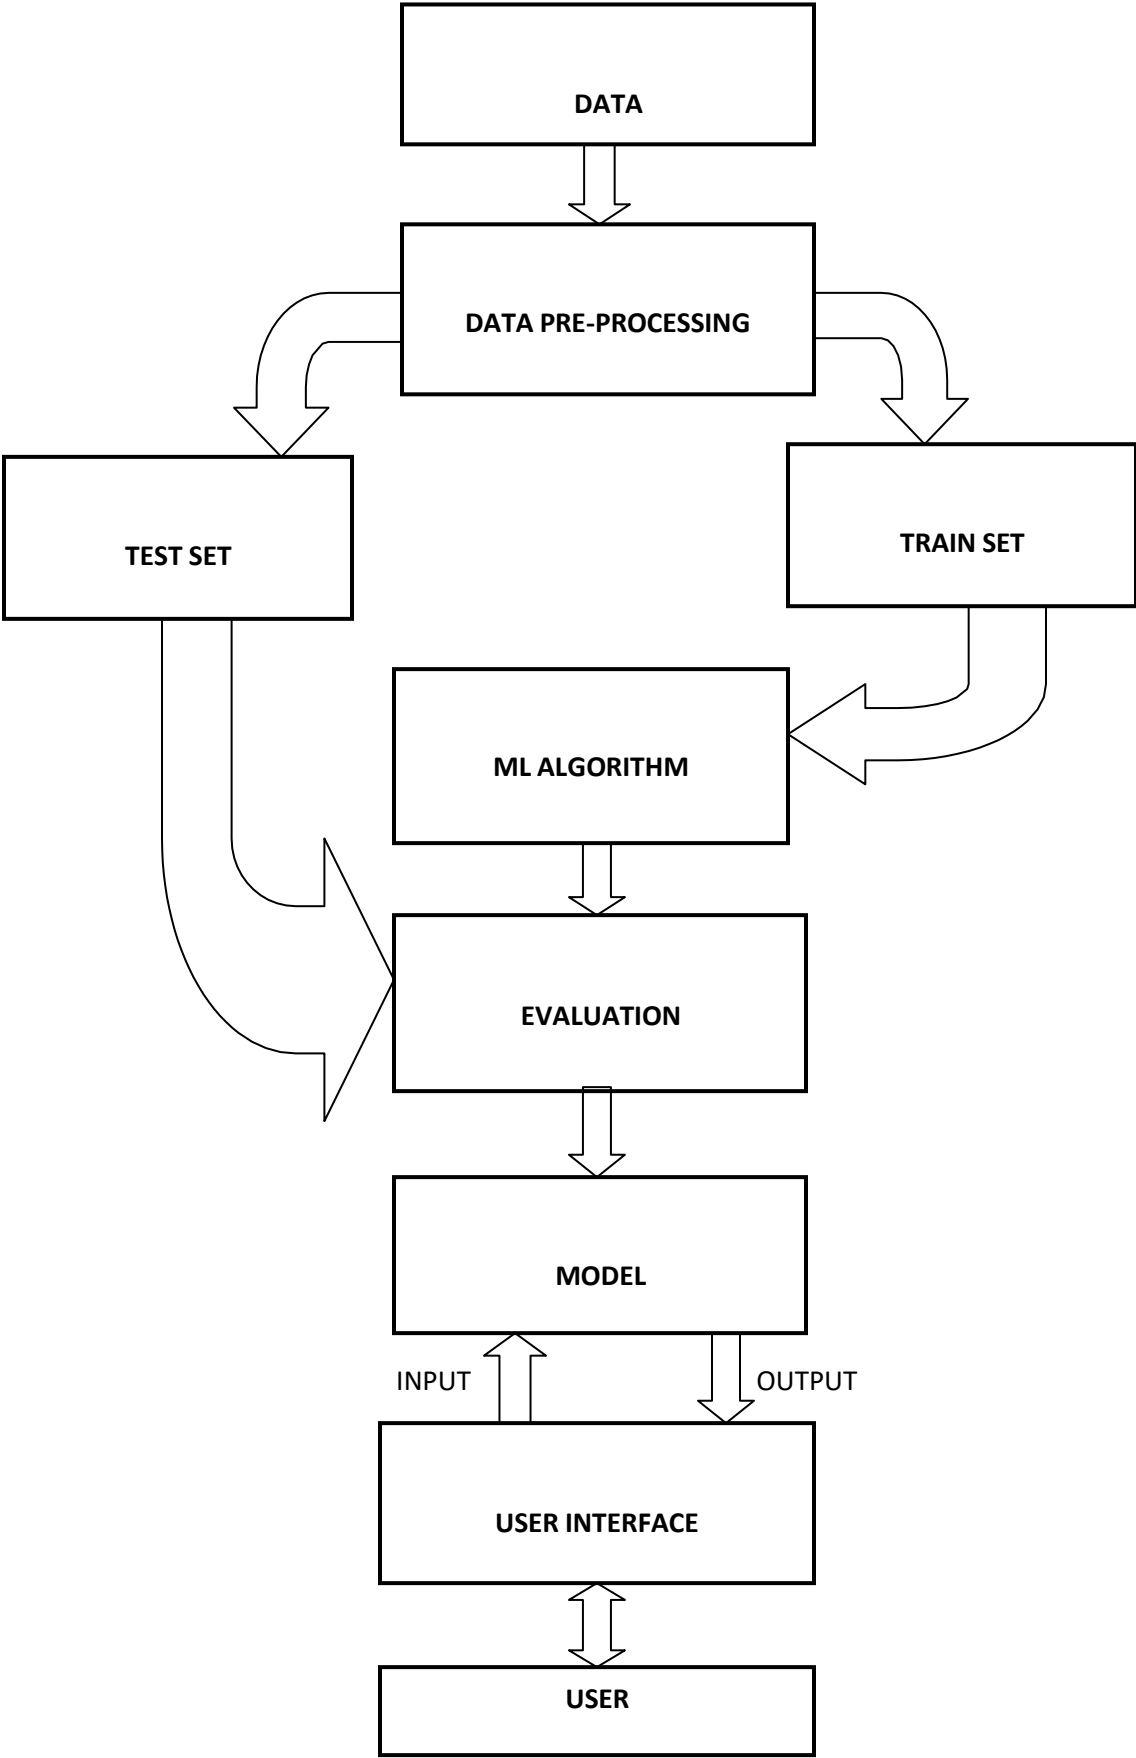 DATA
DATA PRE-PROCESSING
TEST SET
TRAIN SET
ML ALGORITHM
EVALUATION
MODEL
INPUT
OUTPUT
USER INTERFACE
USER